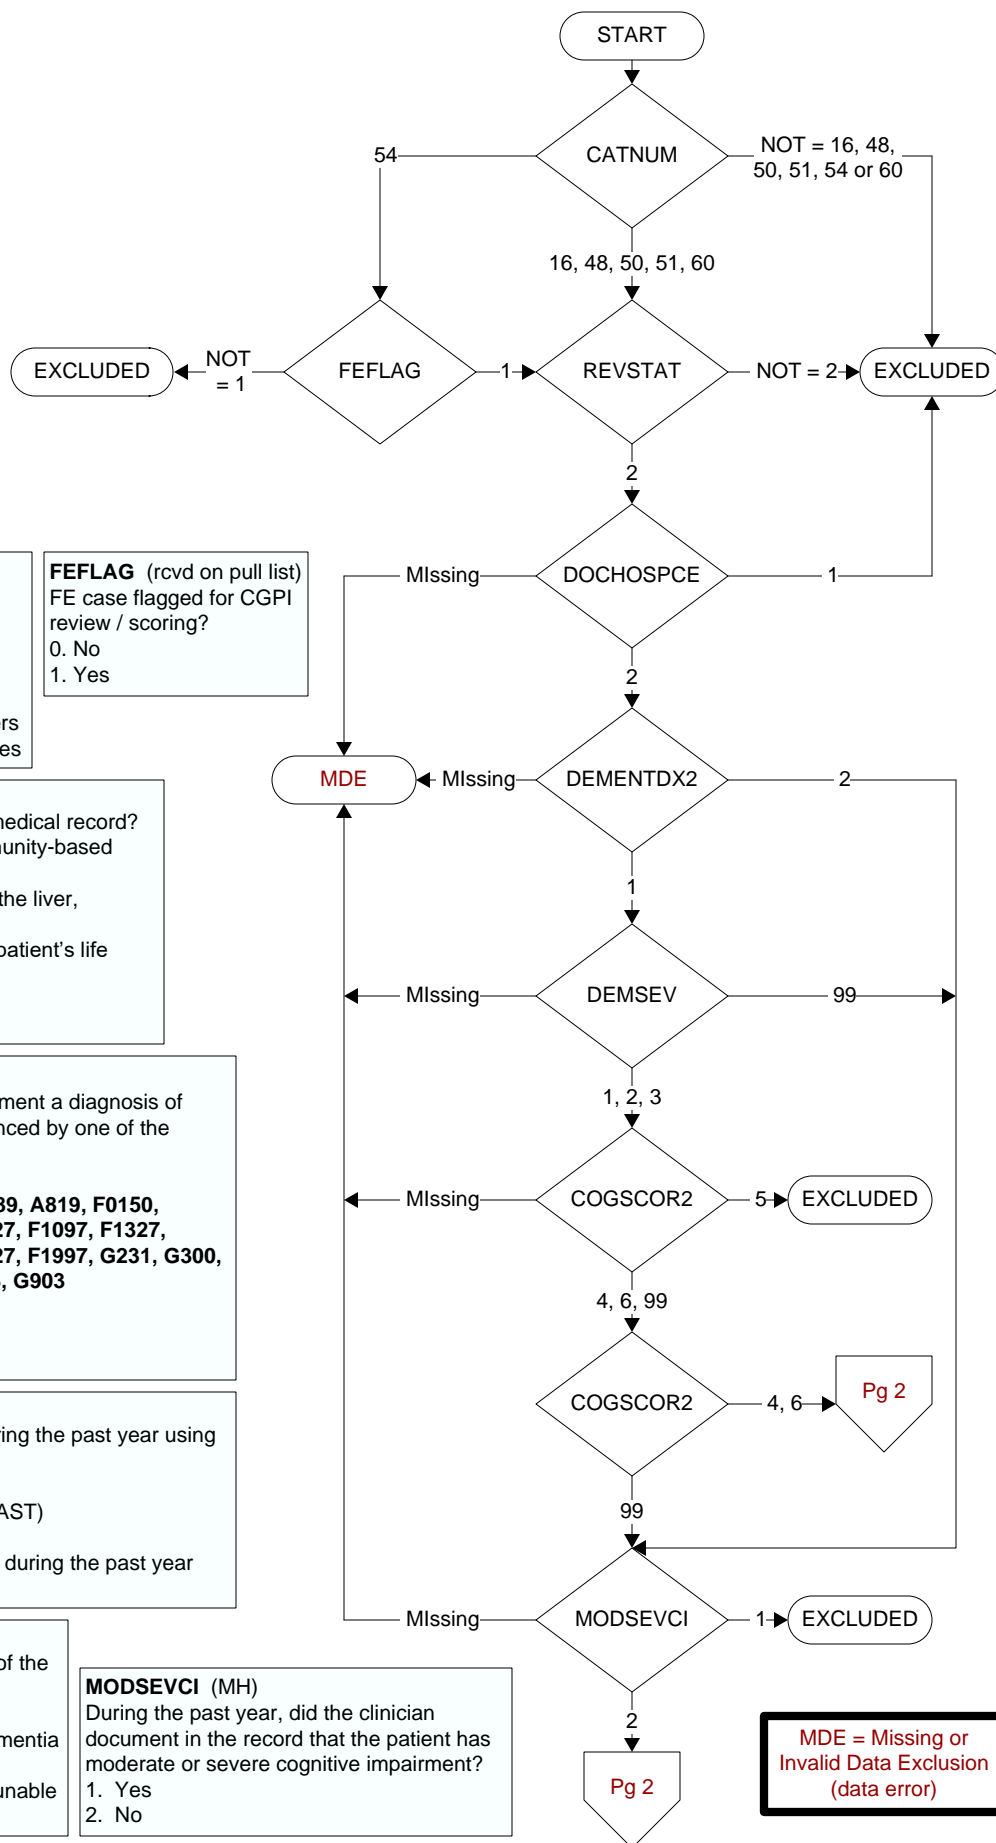 START
CATNUM
54
NOT = 16, 48,
50, 51, 54 or 60
16, 48, 50, 51, 60
EXCLUDED
NOT
= 1
FEFLAG
1
REVSTAT
NOT = 2
EXCLUDED
2
FEFLAG (rcvd on pull list)
FE case flagged for CGPI
review / scoring?
0. No
1. Yes
MIssing
DOCHOSPCE
1
2
rs
es
MDE
MIssing
DEMENTDX2
2
nedical record?
nunity-based
the liver,
patient's life
1
MIssing
DEMSEV
99
1, 2, 3
ment a diagnosis of
nced by one of the
39, A819, F0150,
27, F1097, F1327,
27, F1997, G231, G300,
, G903
MIssing
COGSCOR2
5
EXCLUDED
4, 6, 99
COGSCOR2
4, 6
Pg 2
ring the past year using
AST)
during the past year
99
MIssing
MODSEVCI
1
EXCLUDED
of the
mentia
unable
MODSEVCI (MH)
During the past year, did the clinician
document in the record that the patient has
moderate or severe cognitive impairment?
1. Yes
2. No
2
Pg 2
MDE = Missing or
Invalid Data Exclusion
(data error)